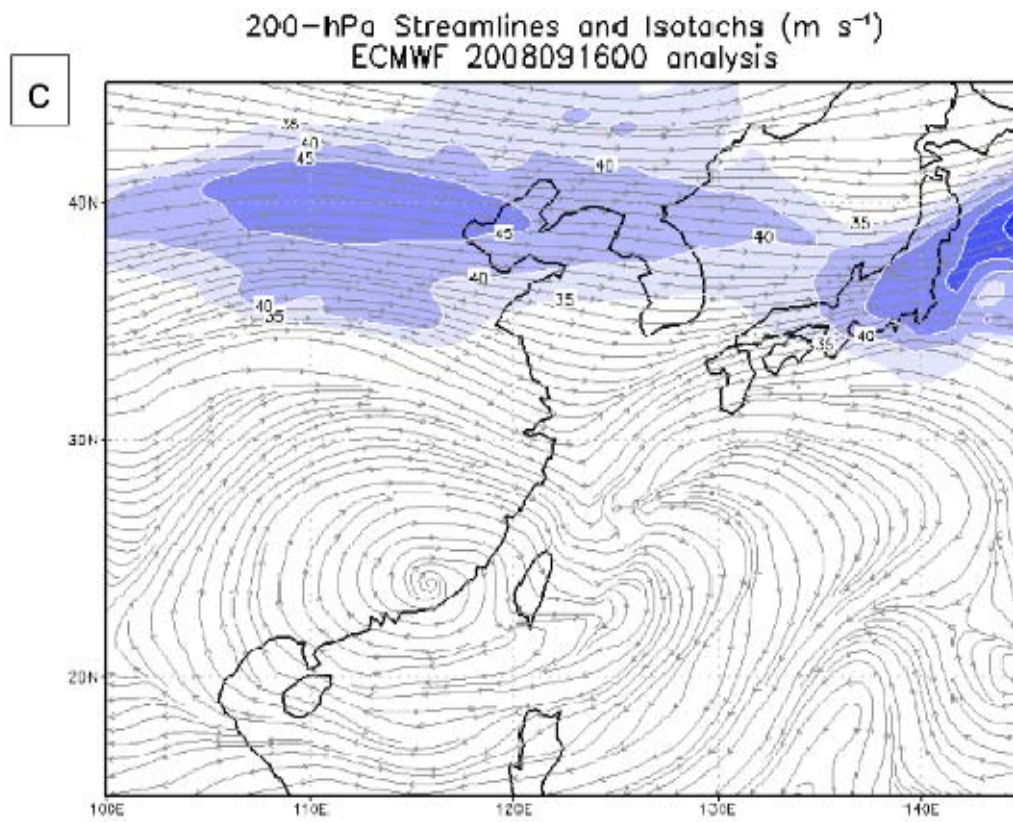 200-hPa Streamlines and Isotachs (m s⁻¹)
ECMWF 2008091600 analysis
C
35
40
45
40
40N
35
45
40
40
35
40
35
40
35
30N
20N
100E 110E 120E 130E 140E